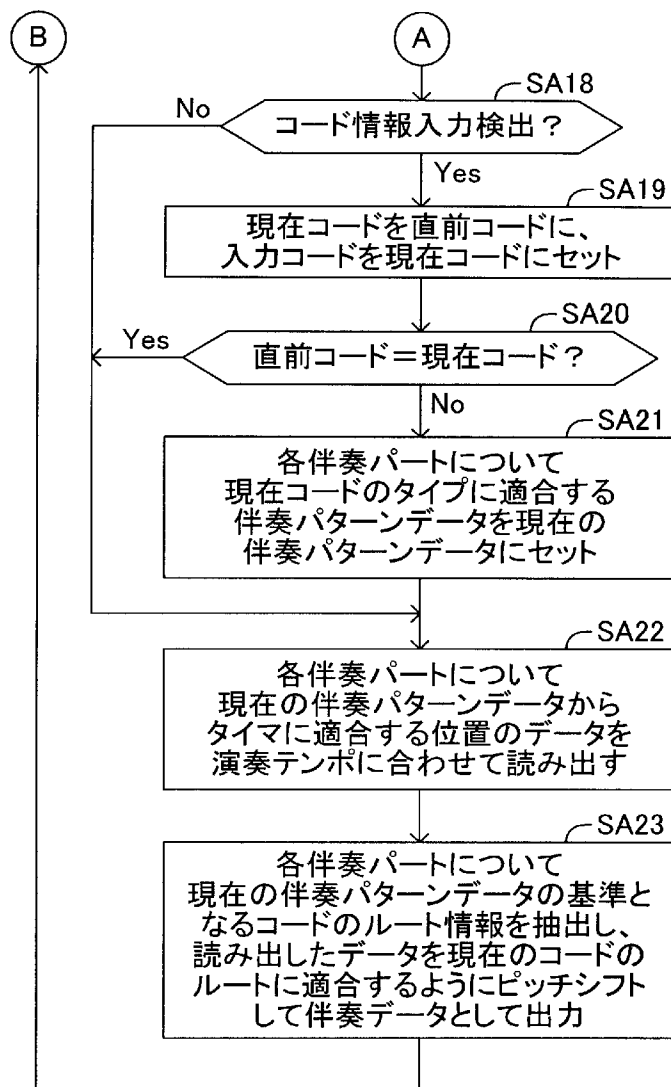 B
A
SA18
No
コード情報入力検出？
Yes
SA19
現在コードを直前コードに、
入力コードを現在コードにセット
SA20
Yes
直前コード＝現在コード？
No
SA21
各伴奏パートについて
現在コードのタイプに適合する
伴奏パターンデータを現在の
伴奏パターンデータにセット
SA22
各伴奏パートについて
現在の伴奏パターンデータから
タイマに適合する位置のデータを
演奏テンポに合わせて読み出す
SA23
各伴奏パートについて
現在の伴奏パターンデータの基準と
なるコードのルート情報を抽出し、
読み出したデータを現在のコードの
ルートに適合するようにピッチシフト
して伴奏データとして出力